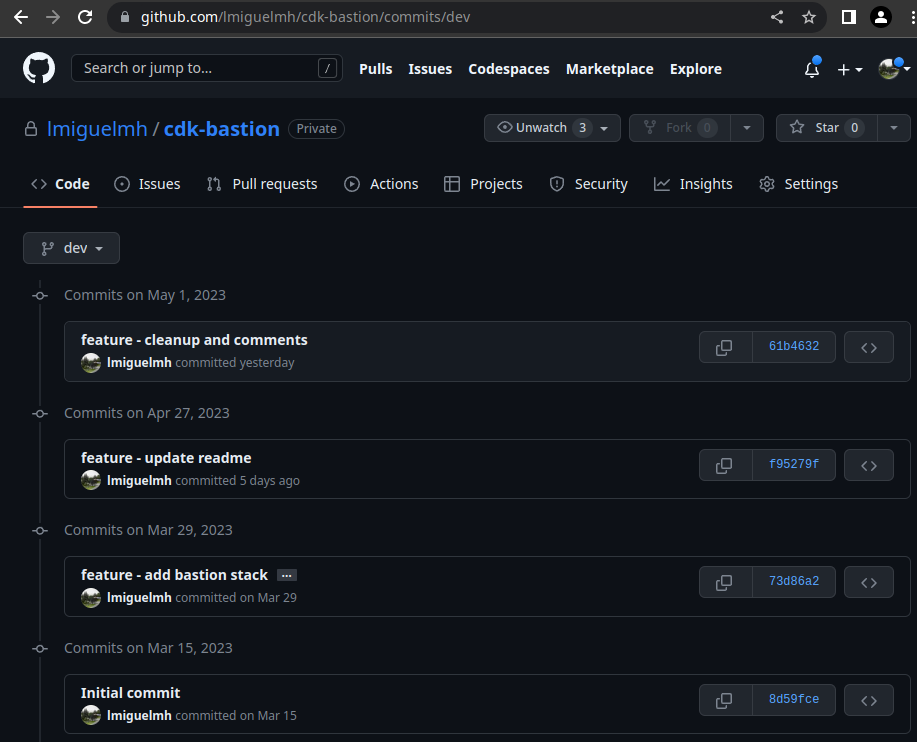 github.com/lmiguelmh/cdk-bastion/commits/dev
Search or jump to... / Pulls Issues Codespaces Marketplace Explore
lmiguelmh / cdk-bastion Private Unwatch 3 Fork 0 Star 0
Code Issues Pull requests Actions Projects Security Insights Settings
dev
Commits on May 1, 2023
feature - cleanup and comments
61b4632
lmiguelmh committed yesterday
Commits on Apr 27, 2023
feature - update readme
f95279f
lmiguelmh committed 5 days ago
Commits on Mar 29, 2023
feature - add bastion stack ...
73d86a2
lmiguelmh committed on Mar 29
Commits on Mar 15, 2023
Initial commit
8d59fce
lmiguelmh committed on Mar 15